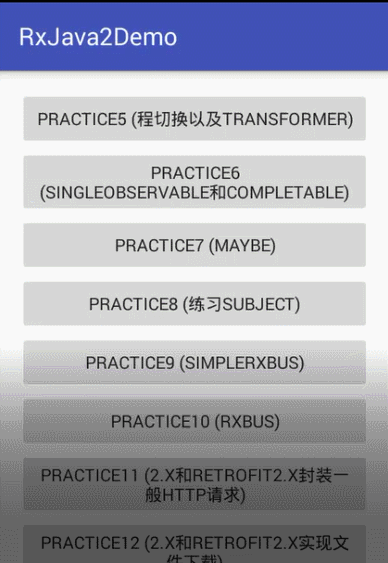 RxJava2Demo
PRACTICE5 (程切换以及TRANSFORMER)
PRACTICE6
(SINGLEOBSERVABLE和COMPLETABLE)
PRACTICE7 (MAYBE)
PRACTICE8 (练习SUBJECT)
PRACTICE9 (SIMPLERXBUS)
PRACTICE10 (RXBUS)
PRACTICE11 (2.X和RETROFIT2.X封装一
般HTTP请求)
PRACTICE12 (2.X和RETROFIT2.X实现文
件下载)